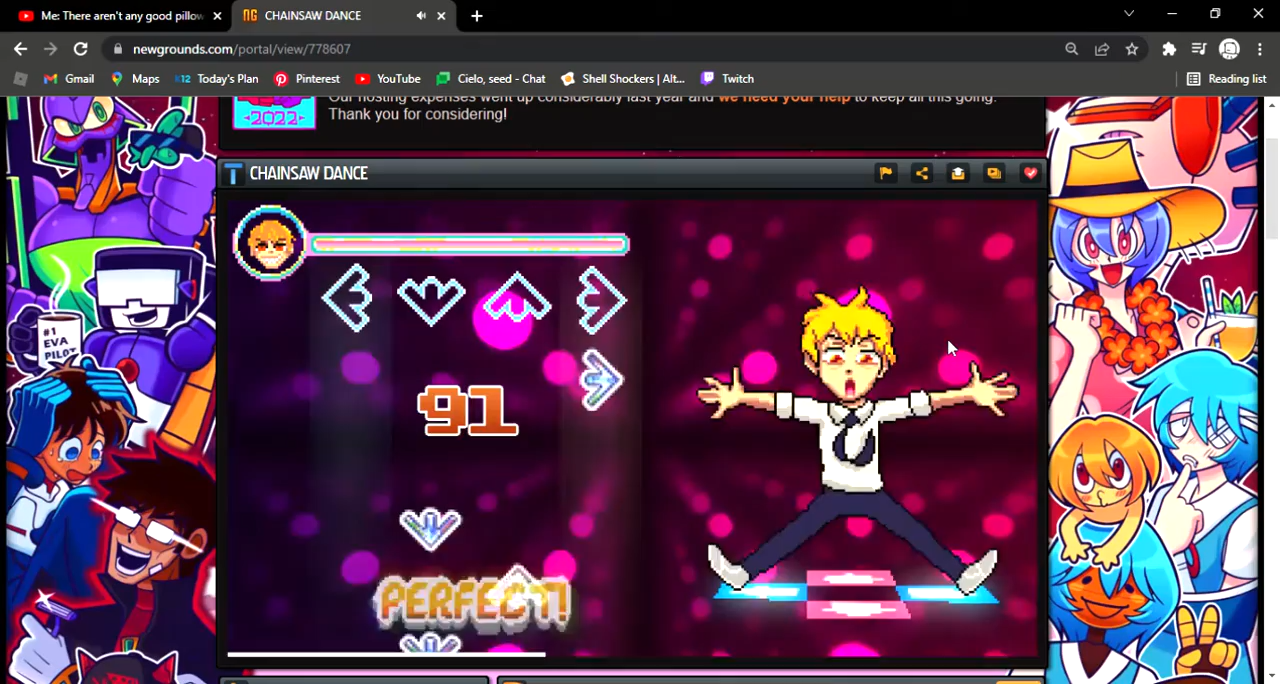 Me: There aren't any good pillow
NG CHAINSAW DANCE
newgrounds.com/portal/view/778607
Gmail
Maps
K12 Today's Plan
Pinterest
YouTube
Cielo, seed - Chat
Shell Shockers | Alt...
Twitch
Reading list
Our hosting expenses went up considerably last year and we need your help to keep all this going.
2022
Thank you for considering!
T CHAINSAW DANCE
#1
EVA
PILOT
91
PERFECT!